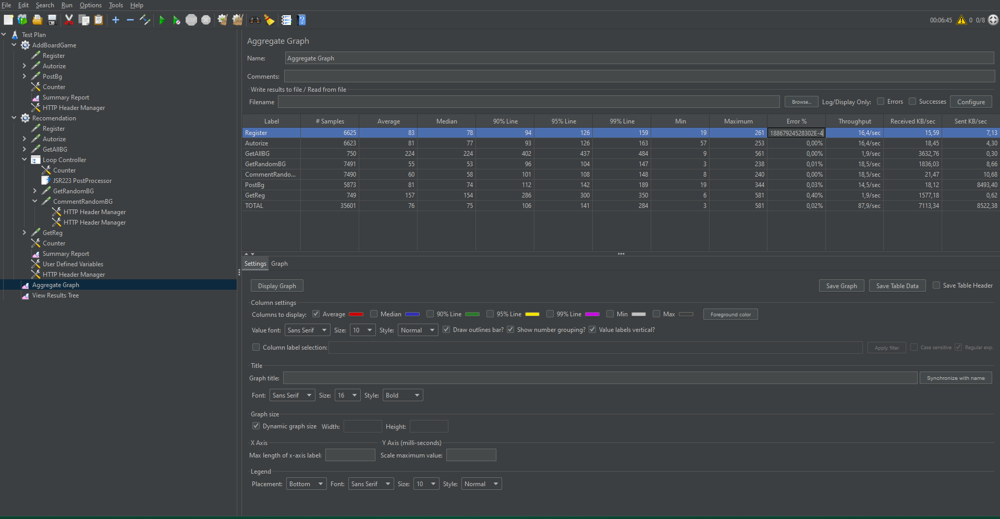 File Edit Search Run Options Tools Help
00:06:45 0 0/8
Test Plan
AddBoardGame
Register
Autorize
PostBg
Counter
Summary Report
HTTP Header Manager
Recomendation
Register
Autorize
GetAllBG
Loop Controller
Counter
JSR223 PostProcessor
GetRandomBG
CommentRandomBG
HTTP Header Manager
HTTP Header Manager
GetReg
Counter
Summary Report
User Defined Variables
HTTP Header Manager
Aggregate Graph
View Results Tree
Aggregate Graph
Name: Aggregate Graph
Comments:
Write results to file / Read from file
Filename Browse... Log/Display Only: Errors Successes Configure
Label # Samples Average Median 90% Line 95% Line 99% Line Min Maximum Error % Throughput Received KB/sec Sent KB/sec
Register 6625 83 78 94 126 159 19 261 18867924528302E-4 16,4/sec 15,59 7,13
Autorize 6623 81 77 93 126 163 57 253 0,00% 16,4/sec 18,45 4,30
GetAllBG 750 224 224 402 437 484 9 561 0,00% 1,9/sec 3632,76 0,30
GetRandomBG 7491 55 53 96 104 147 3 238 0,01% 18,5/sec 1836,03 8,66
CommentRando... 7490 60 58 101 108 148 8 240 0,00% 18,5/sec 21,47 10,68
PostBg 5873 81 74 112 142 189 19 344 0,03% 14,5/sec 18,12 8493,40
GetReg 749 157 154 286 300 350 6 581 0,40% 1,9/sec 1577,18 0,62
TOTAL 35601 76 75 106 141 284 3 581 0,02% 87,9/sec 7113,34 8522,38
Settings Graph
Display Graph Save Graph Save Table Data Save Table Header
Column settings
Columns to display: Average Median 90% Line 95% Line 99% Line Min Max Foreground color
Value font: Sans Serif Size: 10 Style: Normal Draw outlines bar? Show number grouping? Value labels vertical?
Column label selection: Apply filter Case sensitive Regular exp.
Title
Graph title: Synchronize with name
Font: Sans Serif Size: 16 Style: Bold
Graph size
Dynamic graph size Width: Height:
X Axis Y Axis (milli-seconds)
Max length of x-axis label: Scale maximum value:
Legend
Placement: Bottom Font: Sans Serif Size: 10 Style: Normal